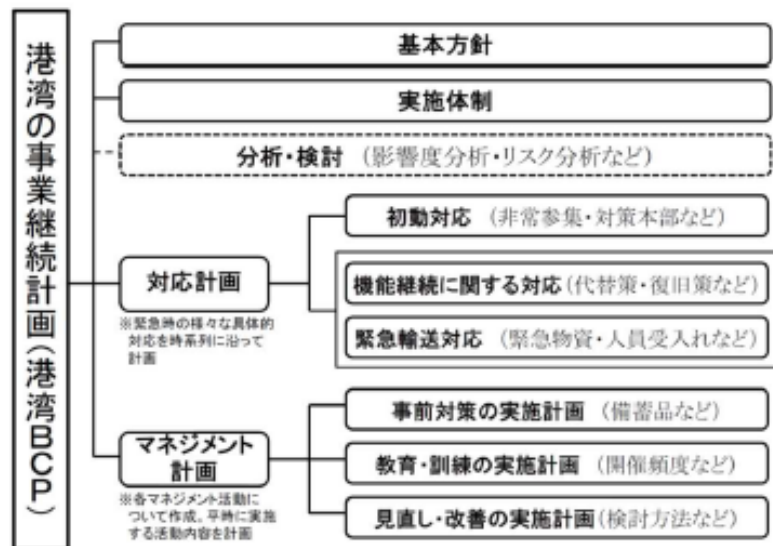 港湾の事業継続計画(港湾BCP)
基本方針
実施体制
分析・検討 (影響度分析・リスク分析など)
対応計画
※緊急時の様々な具体的
対応を時系列に沿って
計画
初動対応 (非常参集・対策本部など)
機能継続に関する対応(代替策・復旧策など)
緊急輸送対応 (緊急物資・人員受入れなど)
マネジメント
計画
※各マネジメント活動に
ついて作成。平時に実施
する活動内容を計画
事前対策の実施計画 (備蓄品など)
教育・訓練の実施計画 (開催頻度など)
見直し・改善の実施計画(検討方法など)